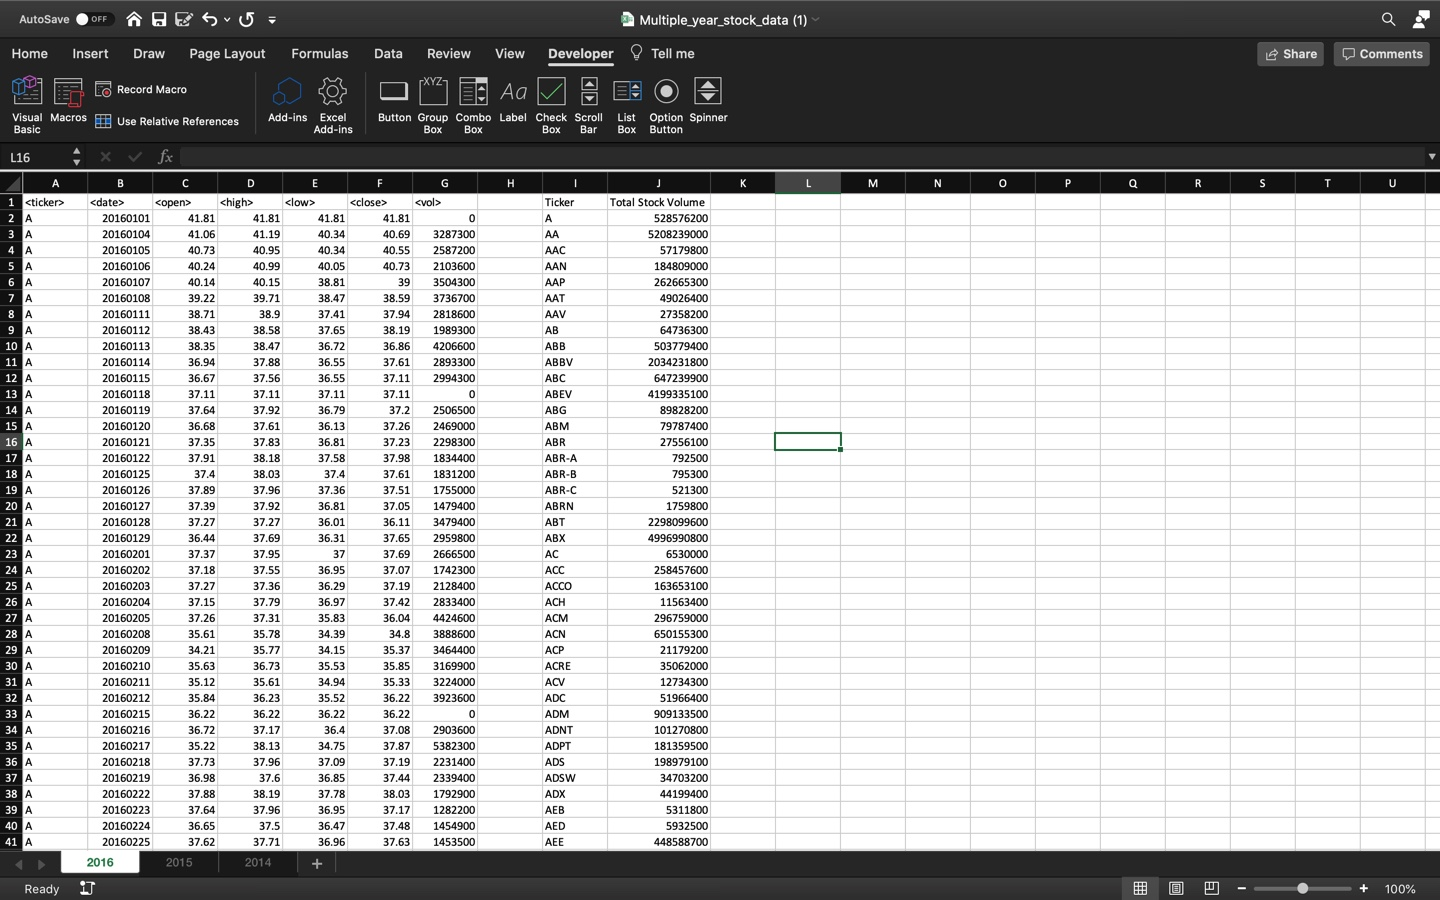 AutoSave OFF Multiple_year_stock_data (1)
Home Insert Draw Page Layout Formulas Data Review View Developer Tell me Share Comments
Visual Basic Macros Record Macro Use Relative References Add-ins Excel Add-ins Button Group Box Combo Box Label Check Box Scroll Bar List Box Option Button Spinner
L16 fx
A B C D E F G H I J K L M N O P Q R S T U
1 <ticker> <date> <open> <high> <low> <close> <vol> Ticker Total Stock Volume
2 A 20160101 41.81 41.81 41.81 41.81 0 A 528576200
3 A 20160104 41.06 41.19 40.34 40.69 3287300 AA 5208239000
4 A 20160105 40.73 40.95 40.34 40.55 2587200 AAC 57179800
5 A 20160106 40.24 40.99 40.05 40.73 2103600 AAN 184809000
6 A 20160107 40.14 40.15 38.81 39 3504300 AAP 262665300
7 A 20160108 39.22 39.71 38.47 38.59 3736700 AAT 49026400
8 A 20160111 38.71 38.9 37.41 37.94 2818600 AAV 27358200
9 A 20160112 38.43 38.58 37.65 38.19 1989300 AB 64736300
10 A 20160113 38.35 38.47 36.72 36.86 4206600 ABB 503779400
11 A 20160114 36.94 37.88 36.55 37.61 2893300 ABBV 2034231800
12 A 20160115 36.67 37.56 36.55 37.11 2994300 ABC 647239900
13 A 20160118 37.11 37.11 37.11 37.11 0 ABEV 4199335100
14 A 20160119 37.64 37.92 36.79 37.2 2506500 ABG 89828200
15 A 20160120 36.68 37.61 36.13 37.26 2469000 ABM 79787400
16 A 20160121 37.35 37.83 36.81 37.23 2298300 ABR 27556100
17 A 20160122 37.91 38.18 37.58 37.98 1834400 ABR-A 792500
18 A 20160125 37.4 38.03 37.4 37.61 1831200 ABR-B 795300
19 A 20160126 37.89 37.96 37.36 37.51 1755000 ABR-C 521300
20 A 20160127 37.39 37.92 36.81 37.05 1479400 ABRN 1759800
21 A 20160128 37.27 37.27 36.01 36.11 3479400 ABT 2298099600
22 A 20160129 36.44 37.69 36.31 37.65 2959800 ABX 4996990800
23 A 20160201 37.37 37.95 37 37.69 2666500 AC 6530000
24 A 20160202 37.18 37.55 36.95 37.07 1742300 ACC 258457600
25 A 20160203 37.27 37.36 36.29 37.19 2128400 ACCO 163653100
26 A 20160204 37.15 37.79 36.97 37.42 2833400 ACH 11563400
27 A 20160205 37.26 37.31 35.83 36.04 4424600 ACM 296759000
28 A 20160208 35.61 35.78 34.39 34.8 3888600 ACN 650155300
29 A 20160209 34.21 35.77 34.15 35.37 3464400 ACP 21179200
30 A 20160210 35.63 36.73 35.53 35.85 3169900 ACRE 35062000
31 A 20160211 35.12 35.61 34.94 35.33 3224000 ACV 12734300
32 A 20160212 35.84 36.23 35.52 36.22 3923600 ADC 51966400
33 A 20160215 36.22 36.22 36.22 36.22 0 ADM 909133500
34 A 20160216 36.72 37.17 36.4 37.08 2903600 ADNT 101270800
35 A 20160217 35.22 38.13 34.75 37.87 5382300 ADPT 181359500
36 A 20160218 37.73 37.96 37.09 37.19 2231400 ADS 198979100
37 A 20160219 36.98 37.6 36.85 37.44 2339400 ADSW 34703200
38 A 20160222 37.88 38.19 37.78 38.03 1792900 ADX 44199400
39 A 20160223 37.64 37.96 36.95 37.17 1282200 AEB 5311800
40 A 20160224 36.65 37.5 36.47 37.48 1454900 AED 5932500
41 A 20160225 37.62 37.71 36.96 37.63 1453500 AEE 448588700
2016 2015 2014 +
Ready 100%